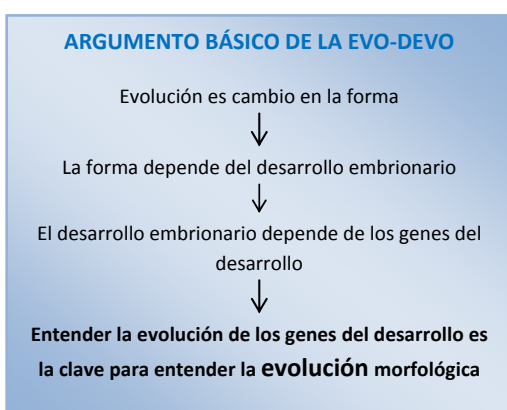 ARGUMENTO BÁSICO DE LA EVO-DEVO
Evolución es cambio en la forma
La forma depende del desarrollo embrionario
El desarrollo embrionario depende de los genes del
desarrollo
Entender la evolución de los genes del desarrollo es
la clave para entender la evolución morfológica